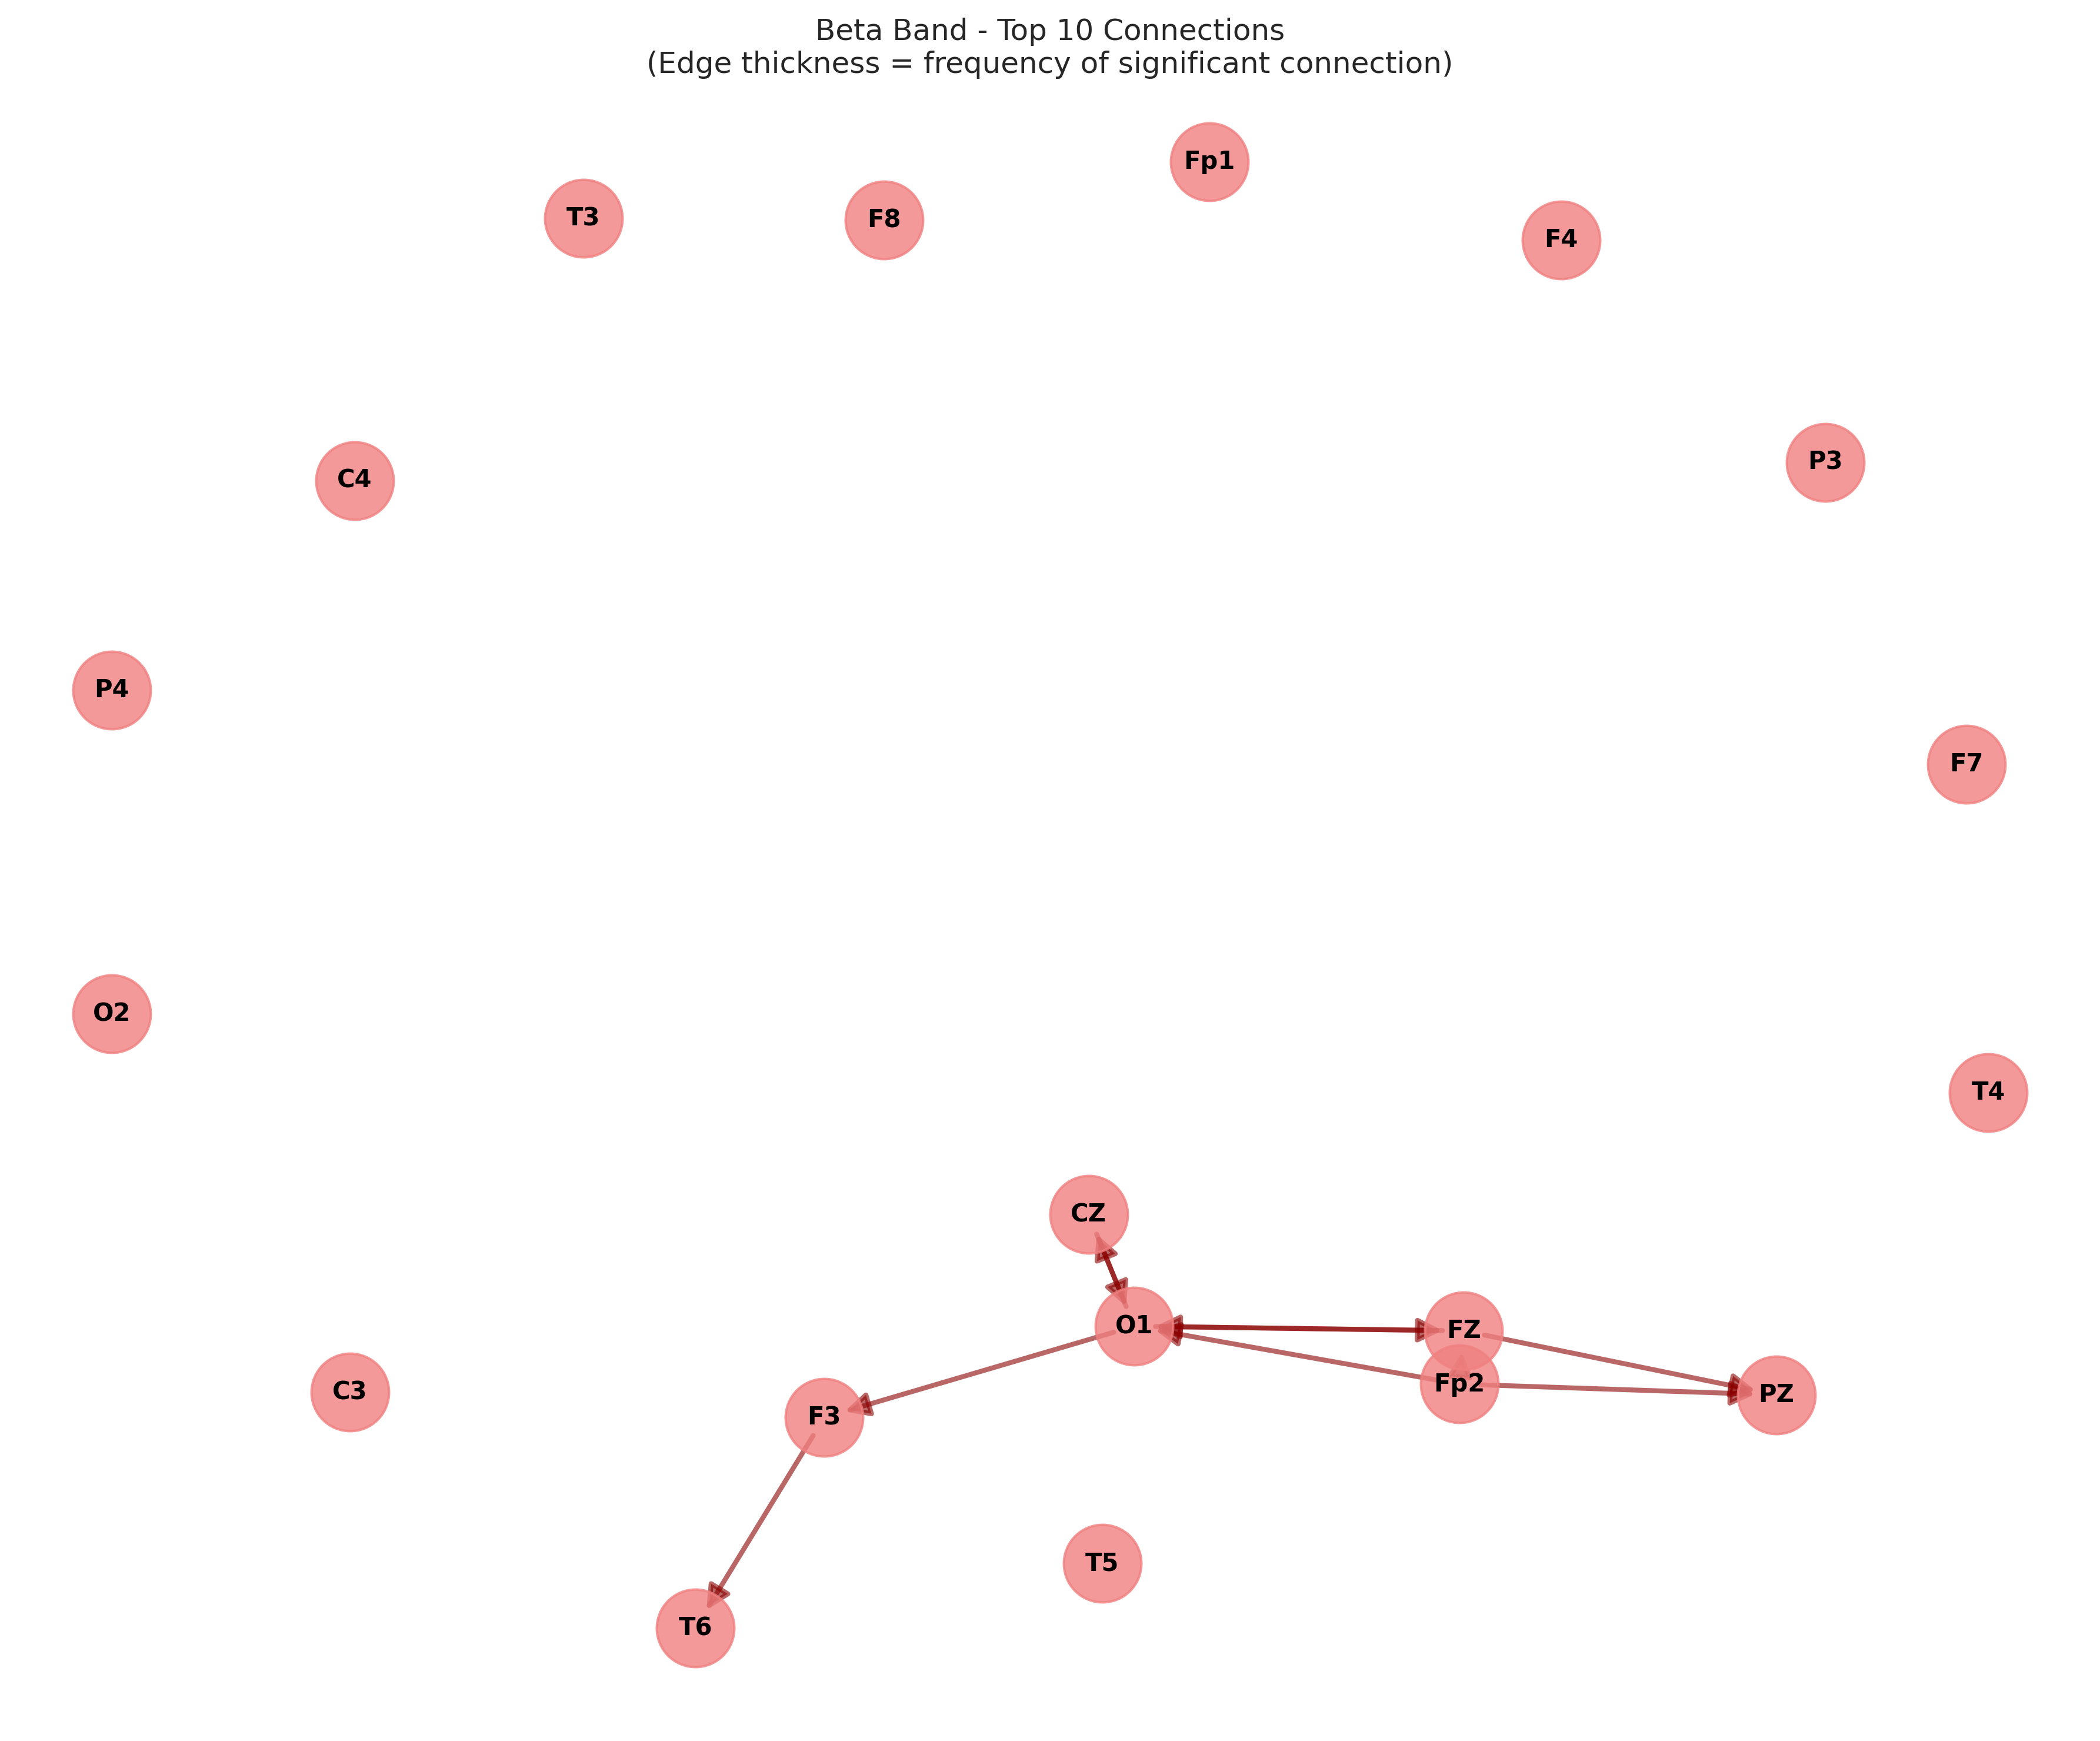 Beta Band - Top 10 Connections
(Edge thickness = frequency of significant connection)
Fp1
T3
F8
F4
P3
C4
P4
F7
O2
T4
CZ
O1
FZ
Fp2
PZ
C3
F3
T5
T6